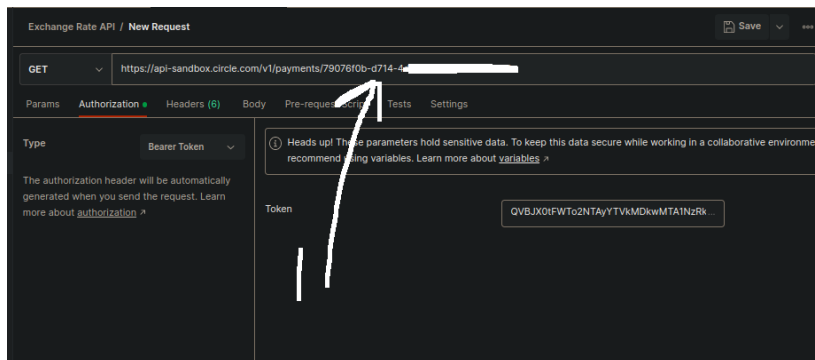 Exchange Rate API / New Request
Save
GET
https://api-sandbox.circle.com/v1/payments/79076f0b-d714-4
Params Authorization Headers (6) Body Pre-request Script Tests Settings
Type
Bearer Token
The authorization header will be automatically
generated when you send the request. Learn
more about authorization ↗
Heads up! These parameters hold sensitive data. To keep this data secure while working in a collaborative environme
recommend using variables. Learn more about variables ↗
Token
QVBJX0tFWTo2NTAyYTVkMDkwMTA1NzRk...